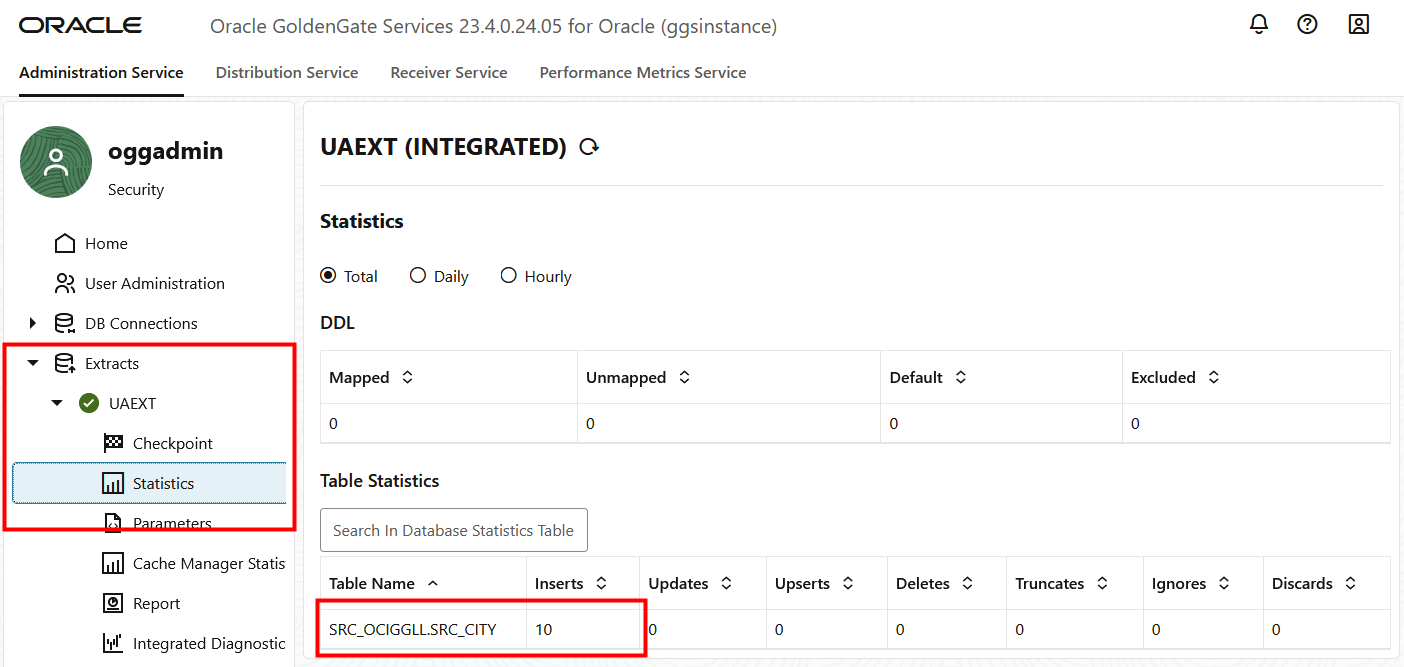 ORACLE Oracle GoldenGate Services 23.4.0.24.05 for Oracle (ggsinstance)
Administration Service Distribution Service Receiver Service Performance Metrics Service
oggadmin
Security
Home
User Administration
DB Connections
Extracts
UAEXT
Checkpoint
Statistics
Parameters
Cache Manager Statis
Report
Integrated Diagnostic
UAEXT (INTEGRATED)
Statistics
Total Daily Hourly
DDL
Mapped Unmapped Default Excluded
0 0 0 0
Table Statistics
Search In Database Statistics Table
Table Name Inserts Updates Upserts Deletes Truncates Ignores Discards
SRC_OCIGGLL.SRC_CITY 10 0 0 0 0 0 0